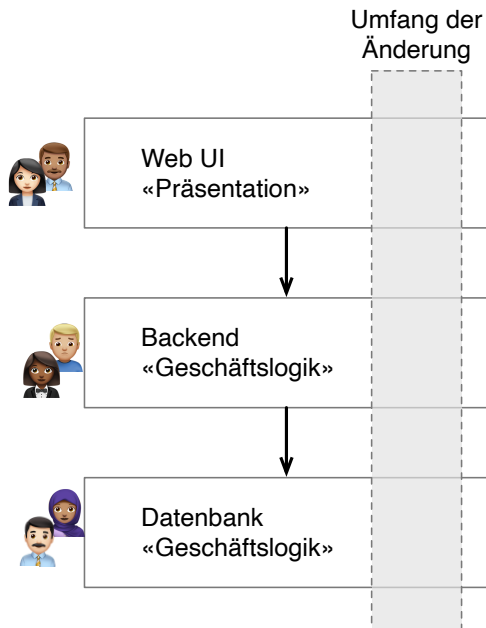 Umfang der
Änderung
Web UI
«Präsentation»
Backend
«Geschäftslogik»
Datenbank
«Geschäftslogik»